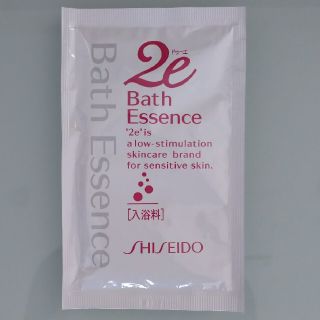 2e
ドゥーエ
Bath
Essence
"2e" is
a low-stimulation
skincare brand
for sensitive skin.
[入浴料]
SHISEIDO
Bath Essence